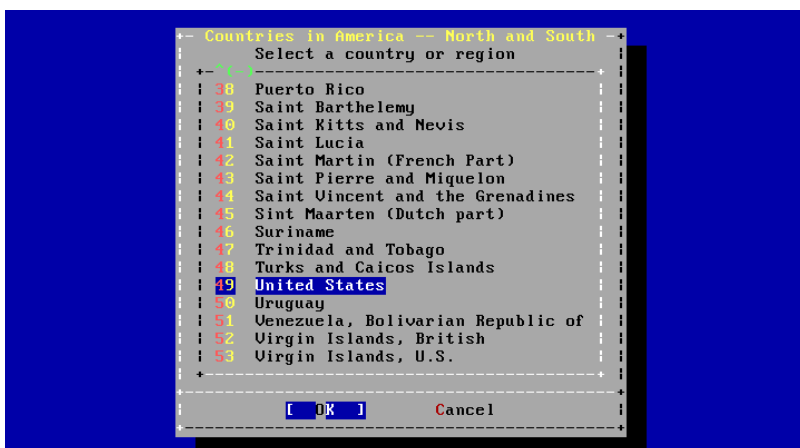 Countries in America -- North and South
Select a country or region
^(-)
38 Puerto Rico
39 Saint Barthelemy
40 Saint Kitts and Nevis
41 Saint Lucia
42 Saint Martin (French Part)
43 Saint Pierre and Miquelon
44 Saint Vincent and the Grenadines
45 Sint Maarten (Dutch part)
46 Suriname
47 Trinidad and Tobago
48 Turks and Caicos Islands
49 United States
50 Uruguay
51 Venezuela, Bolivarian Republic of
52 Virgin Islands, British
53 Virgin Islands, U.S.
[ OK ] Cancel